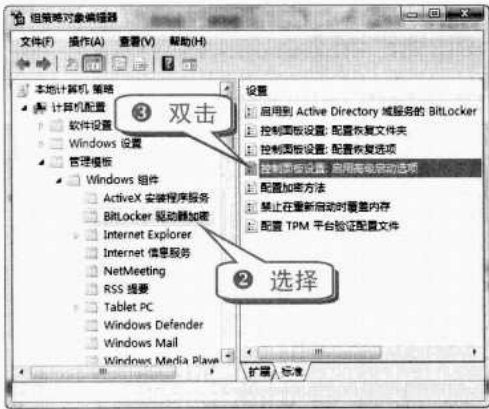 组策略对象编辑器
文件(F) 操作(A) 查看(V) 帮助(H)
本地计算机 策略
计算机配置
软件设置
Windows 设置
管理模板
Windows 组件
ActiveX 安装程序服务
BitLocker 驱动器加密
Internet Explorer
Internet 信息服务
NetMeeting
RSS 提要
Tablet PC
Windows Defender
Windows Mail
Windows Media Playe
设置
启用到 Active Directory 域服务的 BitLocker
控制面板设置: 配置恢复文件夹
控制面板设置: 配置恢复选项
控制面板设置: 启用高级启动选项
配置加密方法
禁止在重新启动时覆盖内存
配置 TPM 平台验证配置文件
扩展 标准
❸ 双击
❷ 选择